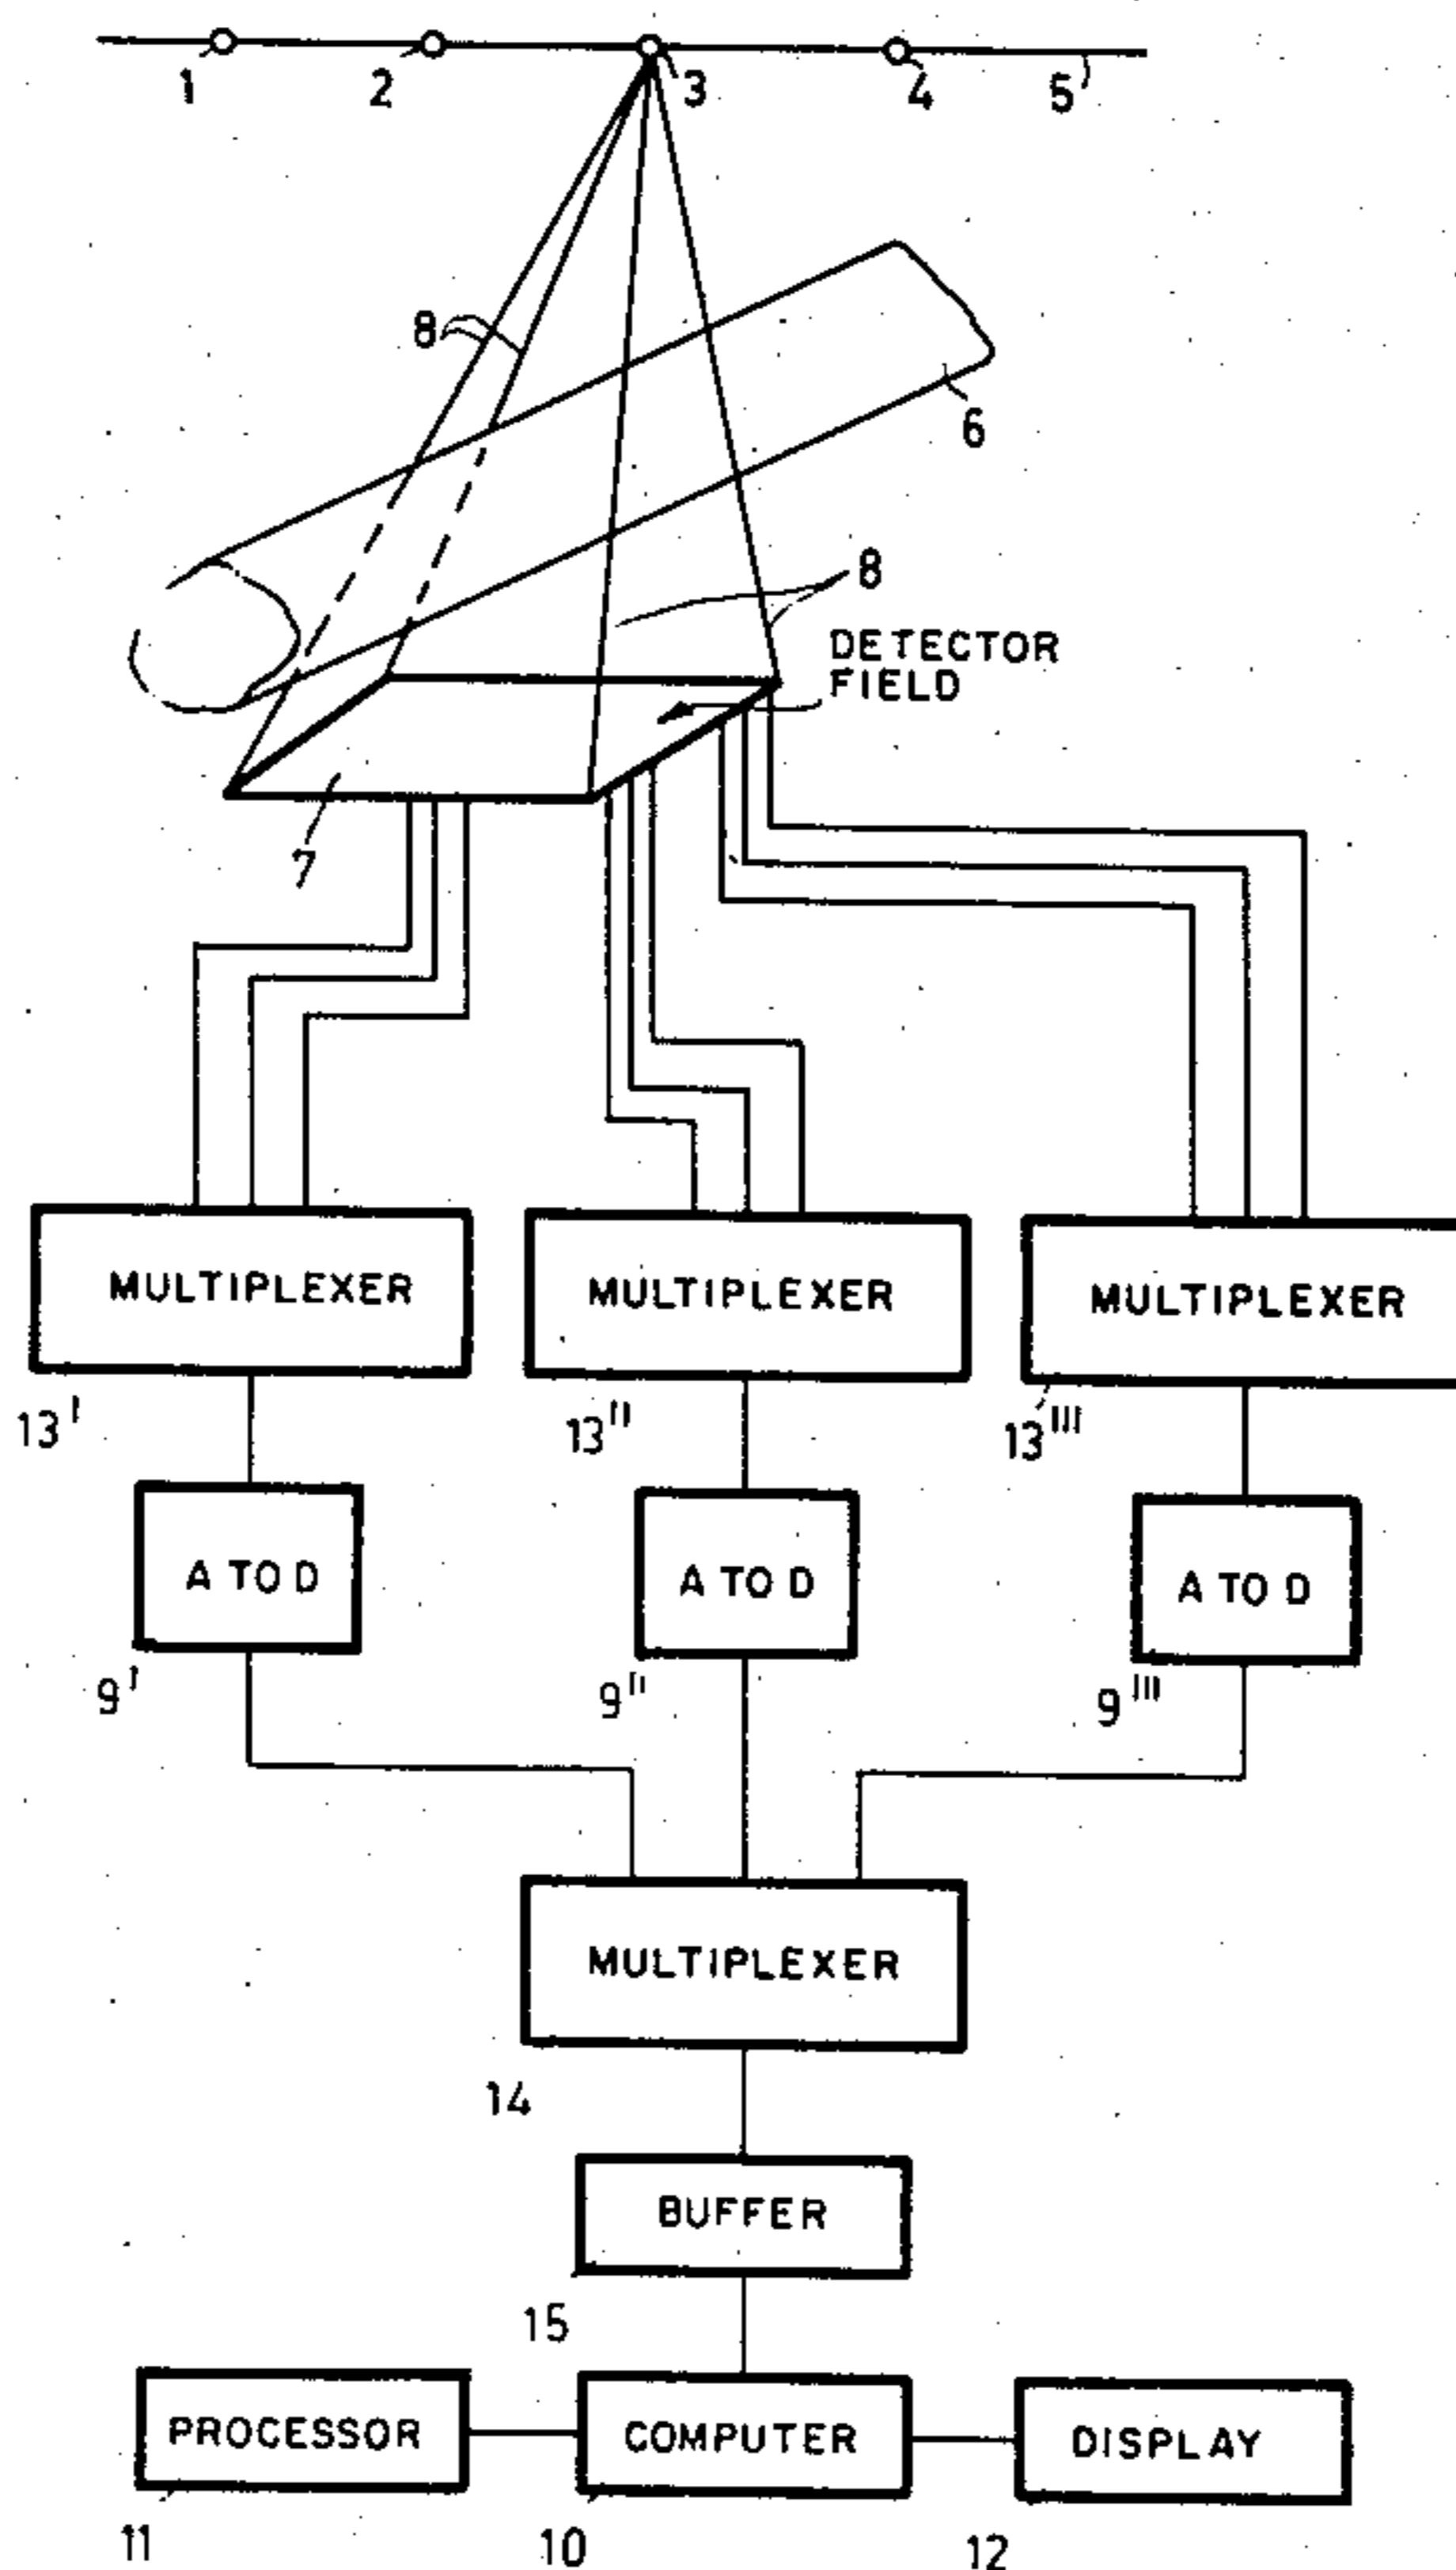 1 2 3 4 5
8
6
8
DETECTOR
FIELD
7
MULTIPLEXER MULTIPLEXER MULTIPLEXER
13' 13'' 13'''
A TO D A TO D A TO D
9' 9'' 9'''
MULTIPLEXER
14
BUFFER
15
PROCESSOR COMPUTER DISPLAY
11 10 12